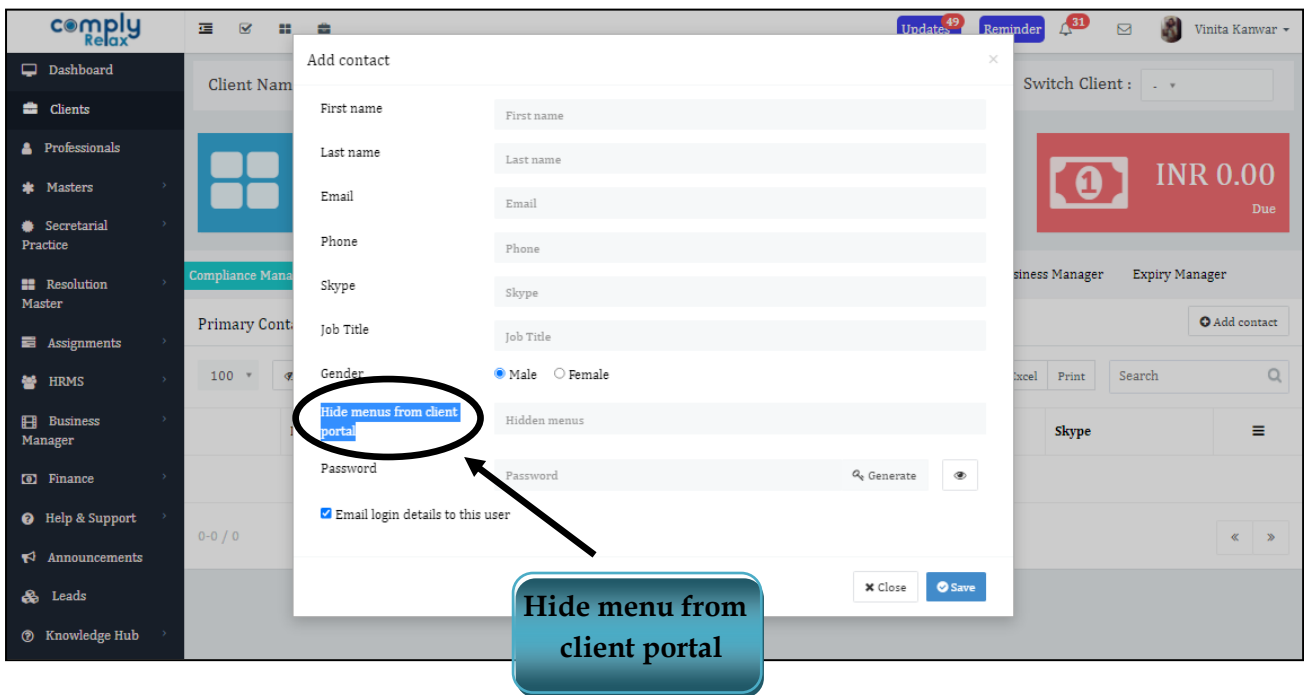 comply
Relax
Updates 49
Reminder
31
Vinita Kanwar
Dashboard
Clients
Professionals
Masters
Secretarial
Practice
Resolution
Master
Assignments
HRMS
Business
Manager
Finance
Help & Support
Announcements
Leads
Knowledge Hub
Client Nam
Switch Client : -
1
INR 0.00
Due
Compliance Mana
siness Manager
Expiry Manager
Primary Conta
Add contact
100
Excel
Print
Search
Skype
0-0 / 0
Add contact
×
First name
First name
Last name
Last name
Email
Email
Phone
Phone
Skype
Skype
Job Title
Job Title
Gender
Male Female
Hide menus from client
portal
Hidden menus
Password
Password
Generate
Email login details to this user
Close
Save
Hide menu from
client portal